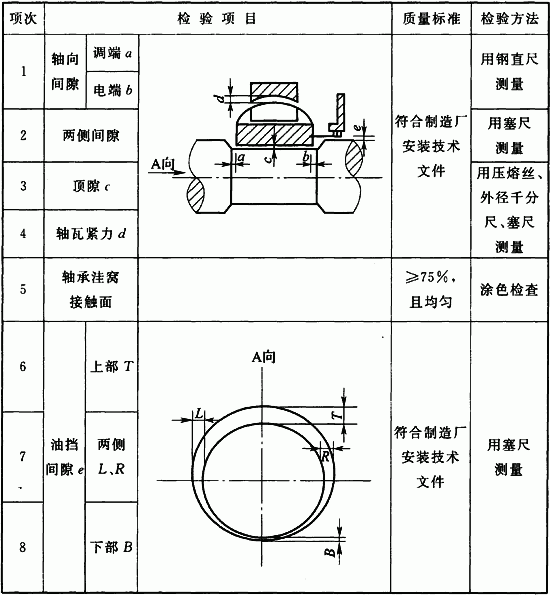 项次 检验项目 质量标准 检验方法
1 轴向间隙 调端 a 用钢直尺测量
电端 b
2 两侧间隙 符合制造厂安装技术文件 用塞尺测量
3 顶隙 c 用压熔丝、外径千分尺、塞尺测量
4 轴瓦紧力 d
d
e
A向
a
c
b
5 轴承洼窝接触面 ≥75%,且均匀 涂色检查
6 油挡间隙 e 上部 T 符合制造厂安装技术文件 用塞尺测量
7 两侧 L、R
8 下部 B
A向
L
T
R
B